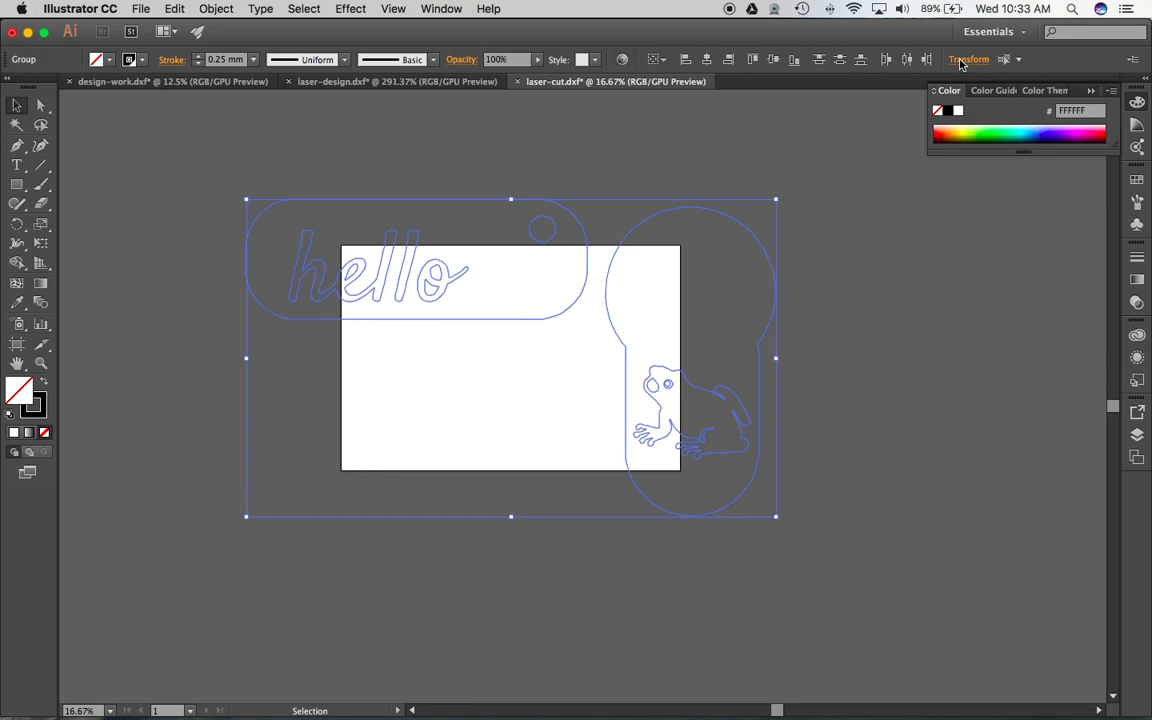 Illustrator CC File Edit Object Type Select Effect View Window Help 89% Wed 10:33 AM
Ai Br St Essentials
Group Stroke: 0.25 mm Uniform Basic Opacity: 100% Style: Transform
design-work.dxf* @ 12.5% (RGB/GPU Preview) laser-design.dxf* @ 291.37% (RGB/GPU Preview) laser-cut.dxf* @ 16.67% (RGB/GPU Preview)
Color Color Guide Color Them
# FFFFFF
hello
16.67% 1 Selection